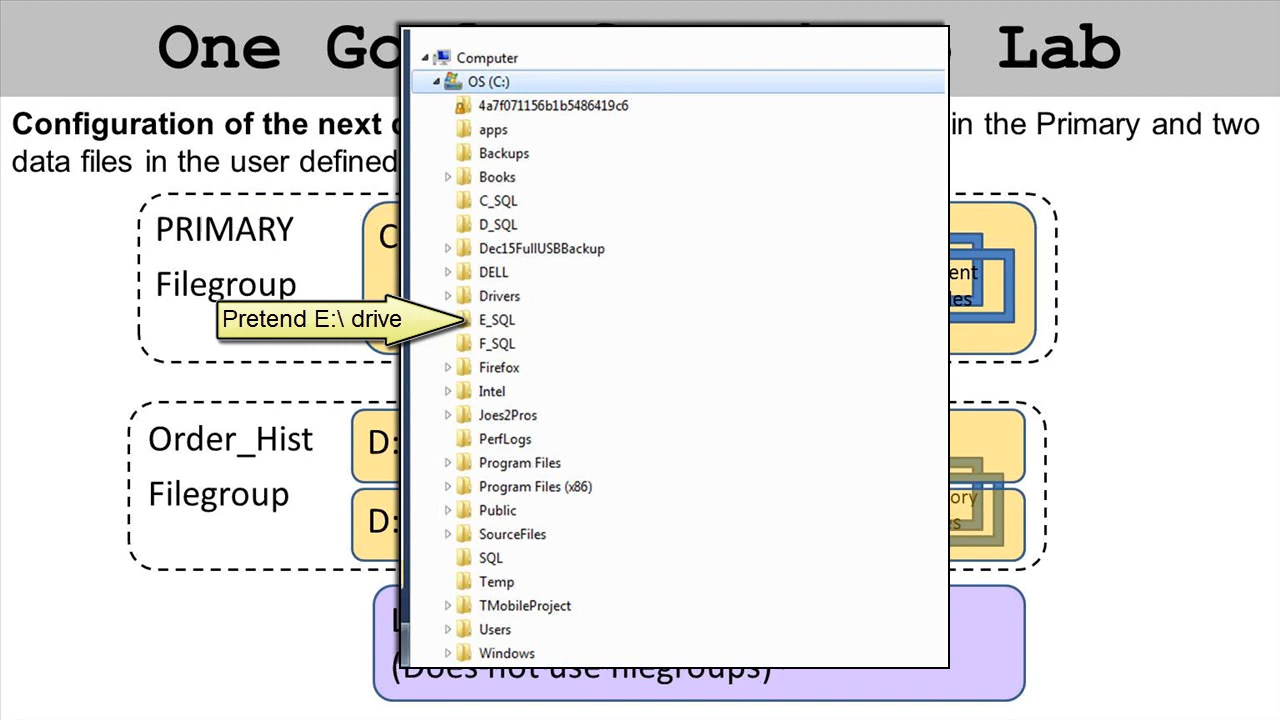 One Go Lab
Configuration of the next in the Primary and two
data files in the user defined
PRIMARY
Filegroup
Pretend E:\ drive
Order_Hist
Filegroup
D:
D:
Computer
OS (C:)
4a7f071156b1b5486419c6
apps
Backups
Books
C_SQL
D_SQL
Dec15FullUSBBackup
DELL
Drivers
E_SQL
F_SQL
Firefox
Intel
Joes2Pros
PerfLogs
Program Files
Program Files (x86)
Public
SourceFiles
SQL
Temp
TMobileProject
Users
Windows
(Does not use filegroups)